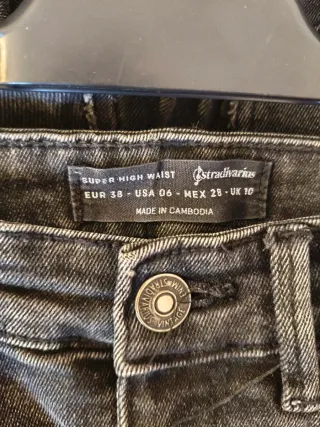 SUPER HIGH WAIST stradivarius
EUR 38 - USA 06 - MEX 28 - UK 10
MADE IN CAMBODIA